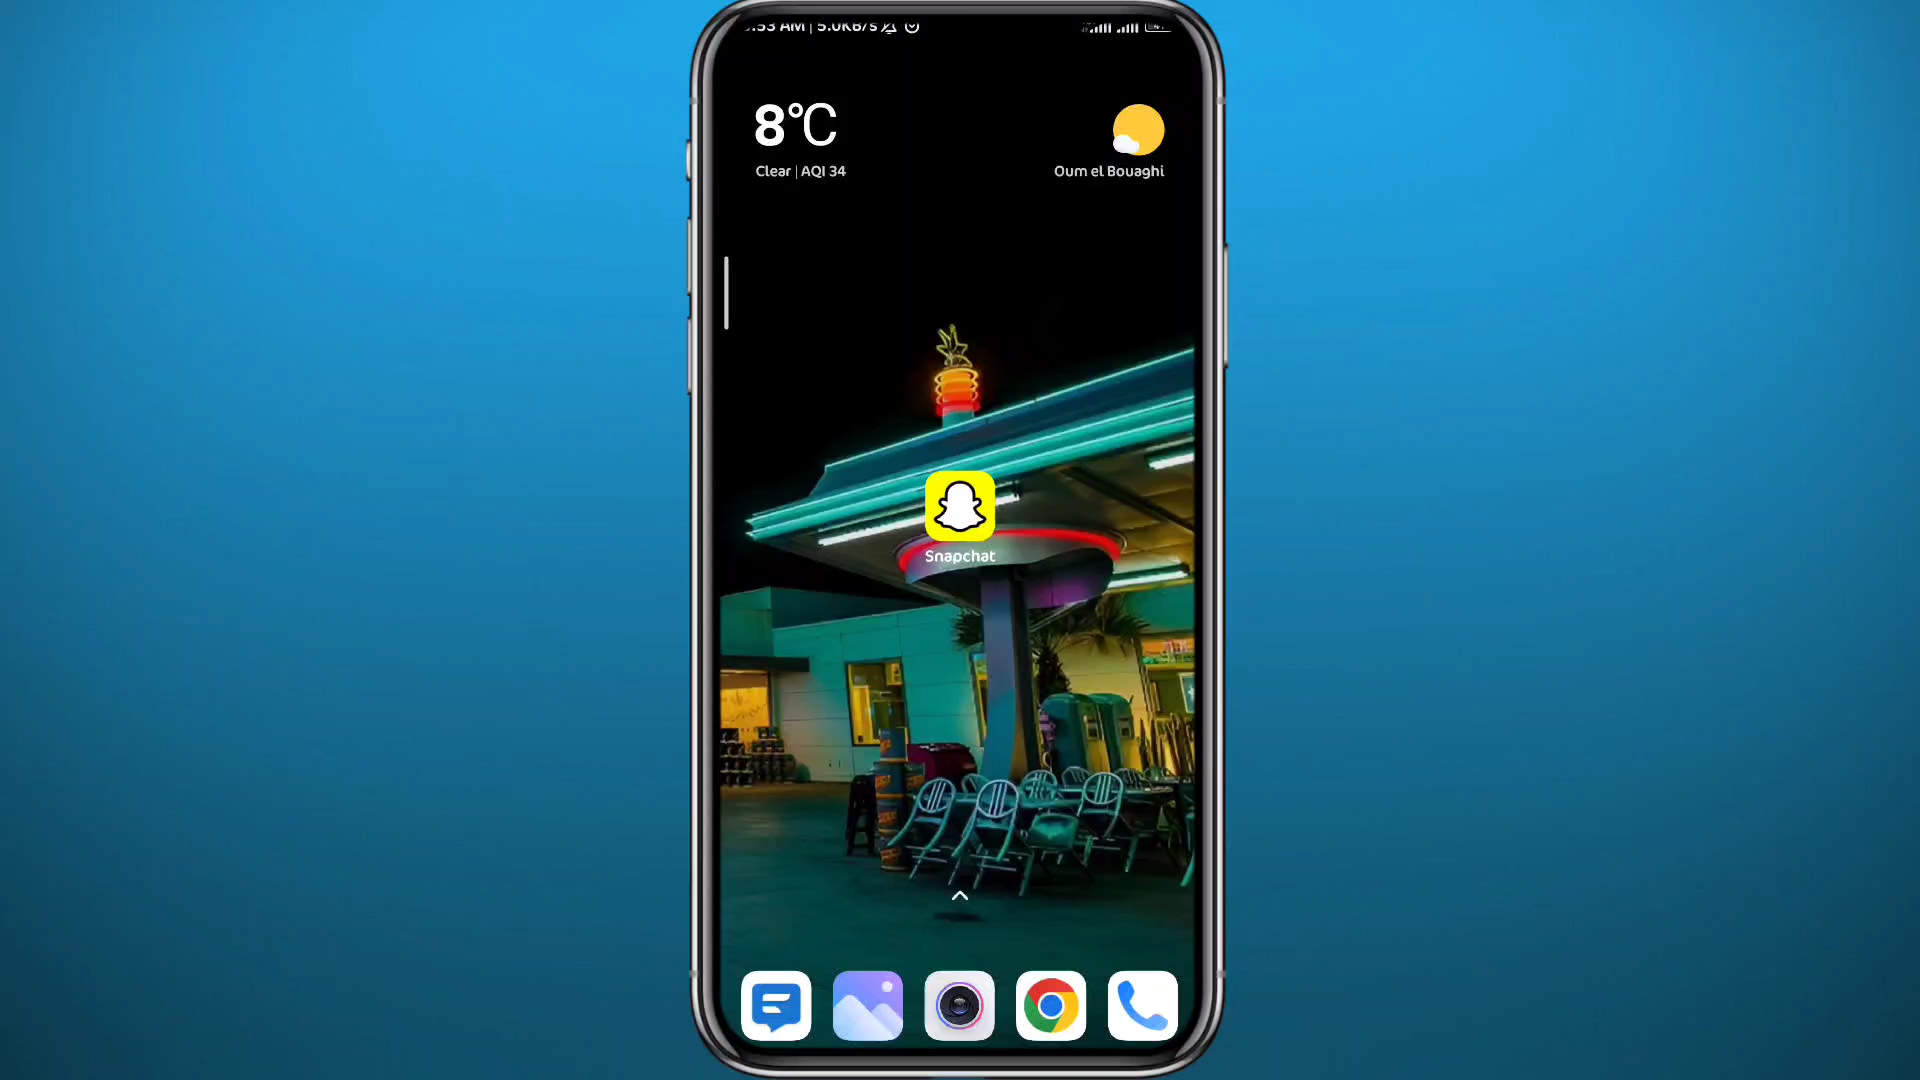 :53 AM | 5.0KB/s
8°C
Clear | AQI 34
Oum el Bouaghi
Snapchat